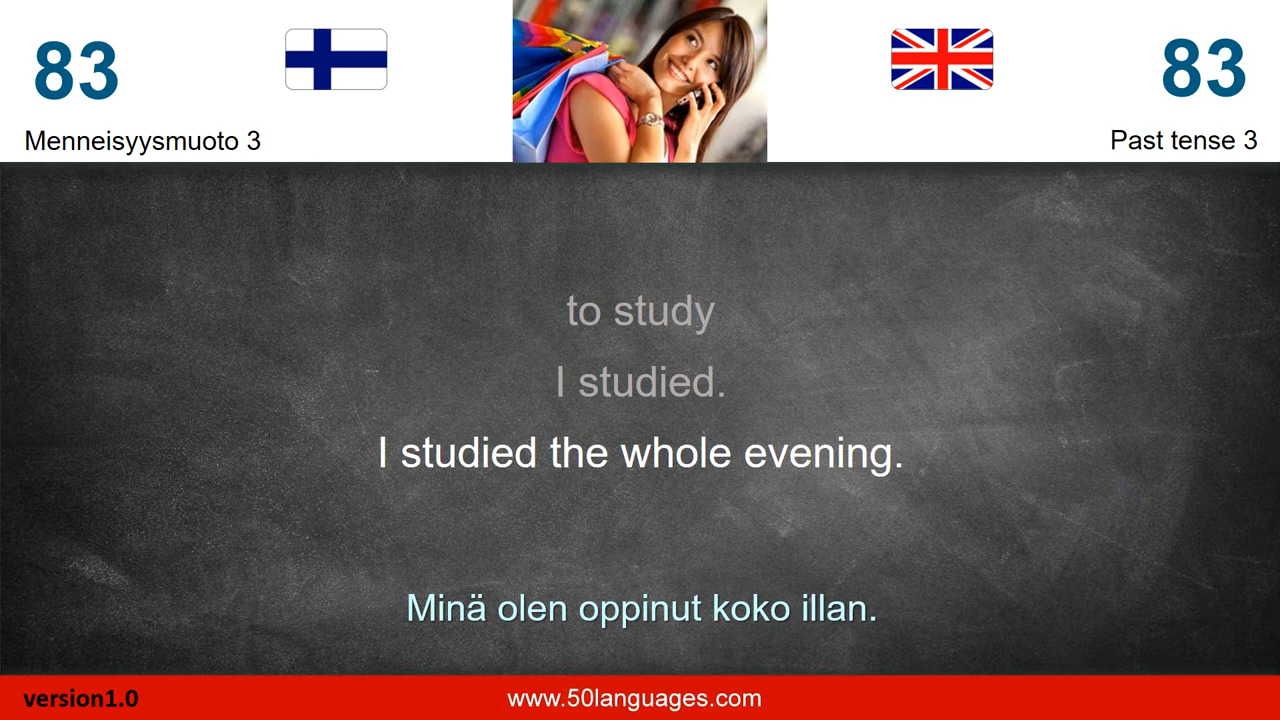 83
83
Menneisyysmuoto 3
Past tense 3
to study
I studied.
I studied the whole evening.
Minä olen oppinut koko illan.
version1.0
www.50languages.com